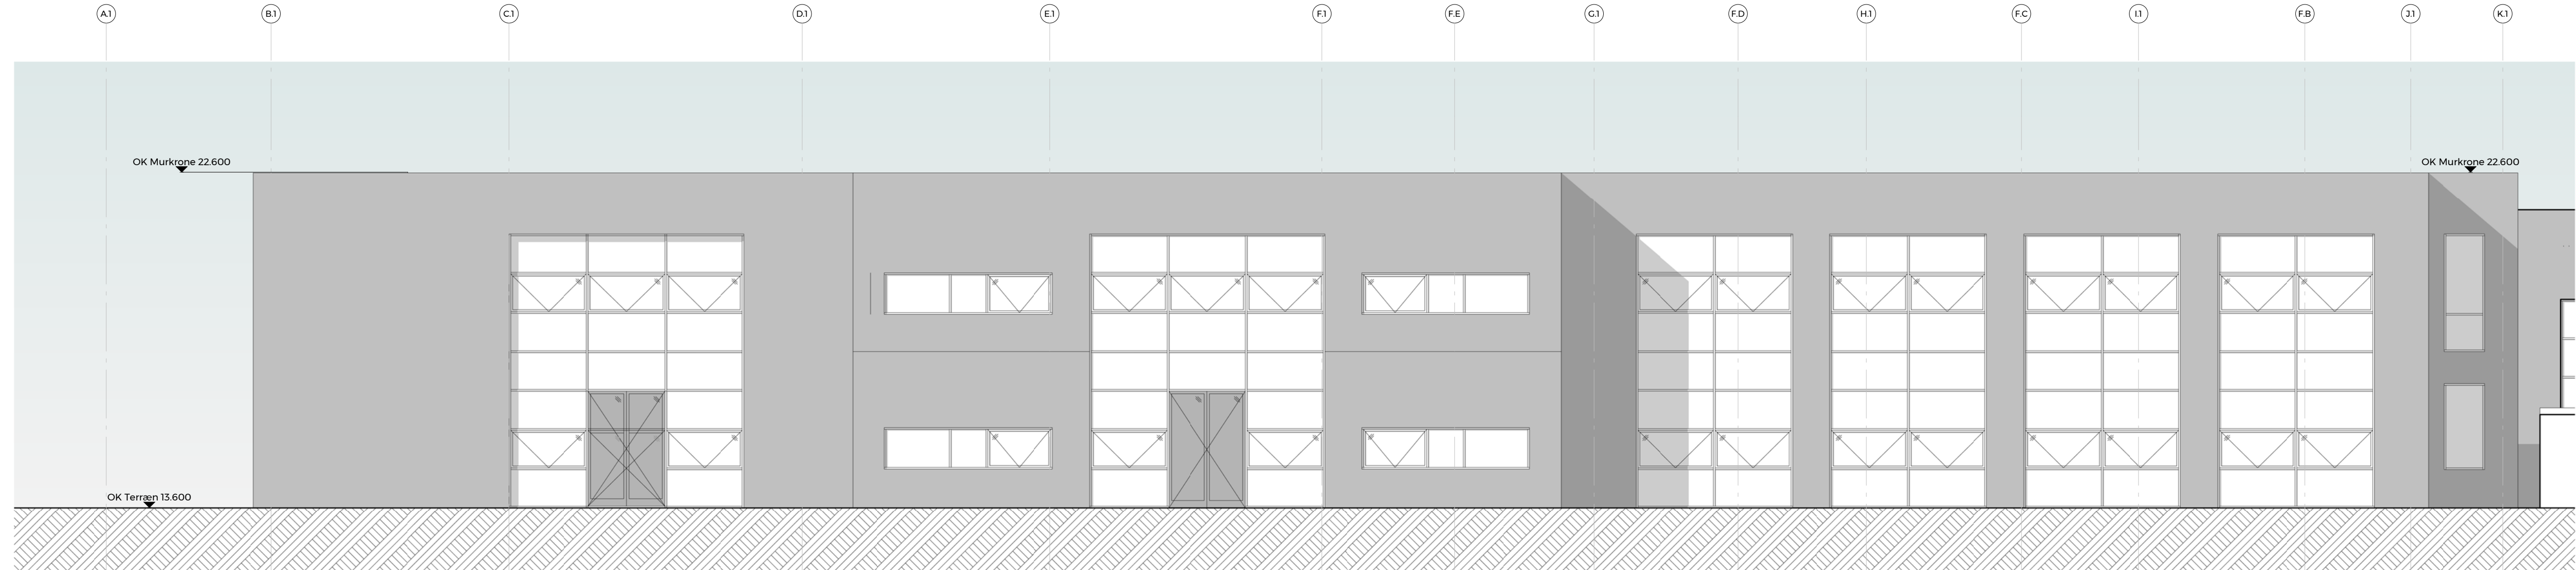 A.1
B.1
C.1
D.1
E.1
F.1
F.E
G.1
F.D
H.1
F.C
I.1
F.B
J.1
K.1
OK Murkrone 22.600
OK Murkrone 22.600
OK Terræn 13.600